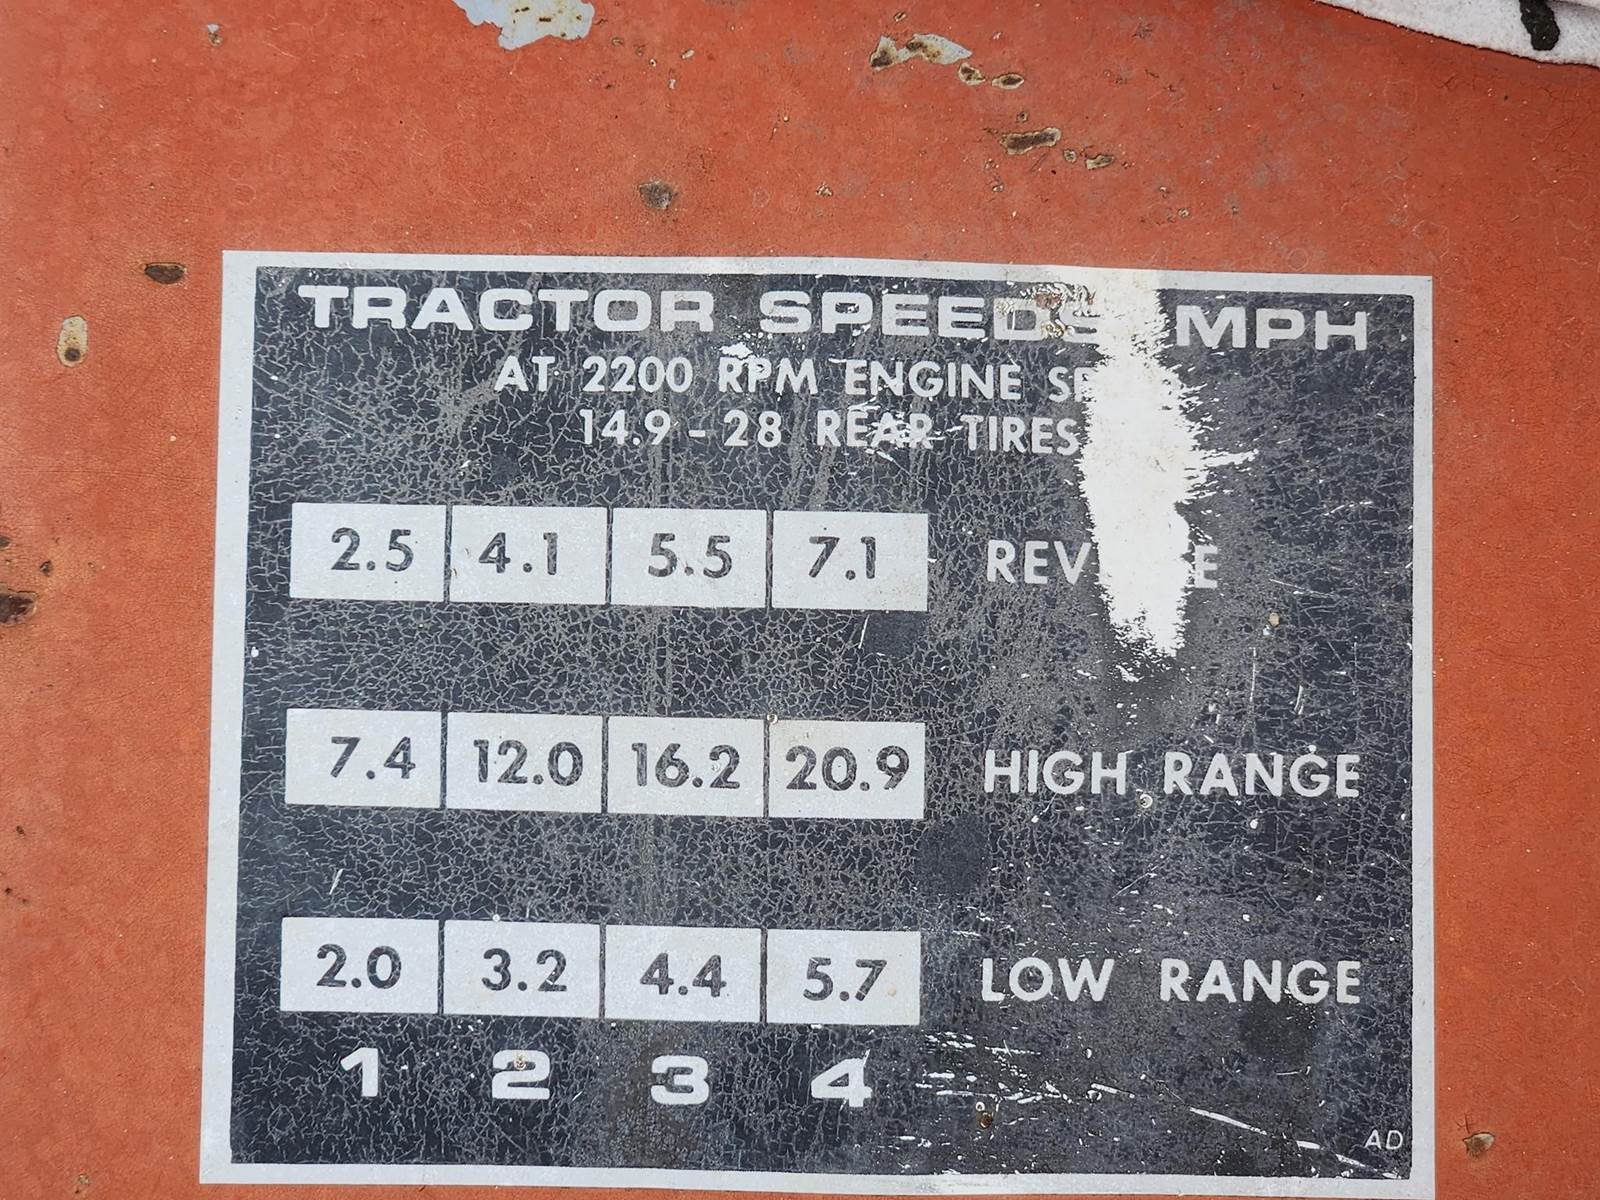 TRACTOR SPEEDS MPH
AT 2200 RPM ENGINE
14.9 - 28 REAR TIRES
2.5 4.1 5.5 7.1
7.4 12.0 16.2 20.9 HIGH RANGE
2.0 3.2 4.4 5.7 LOW RANGE
1 2 3 4
AD